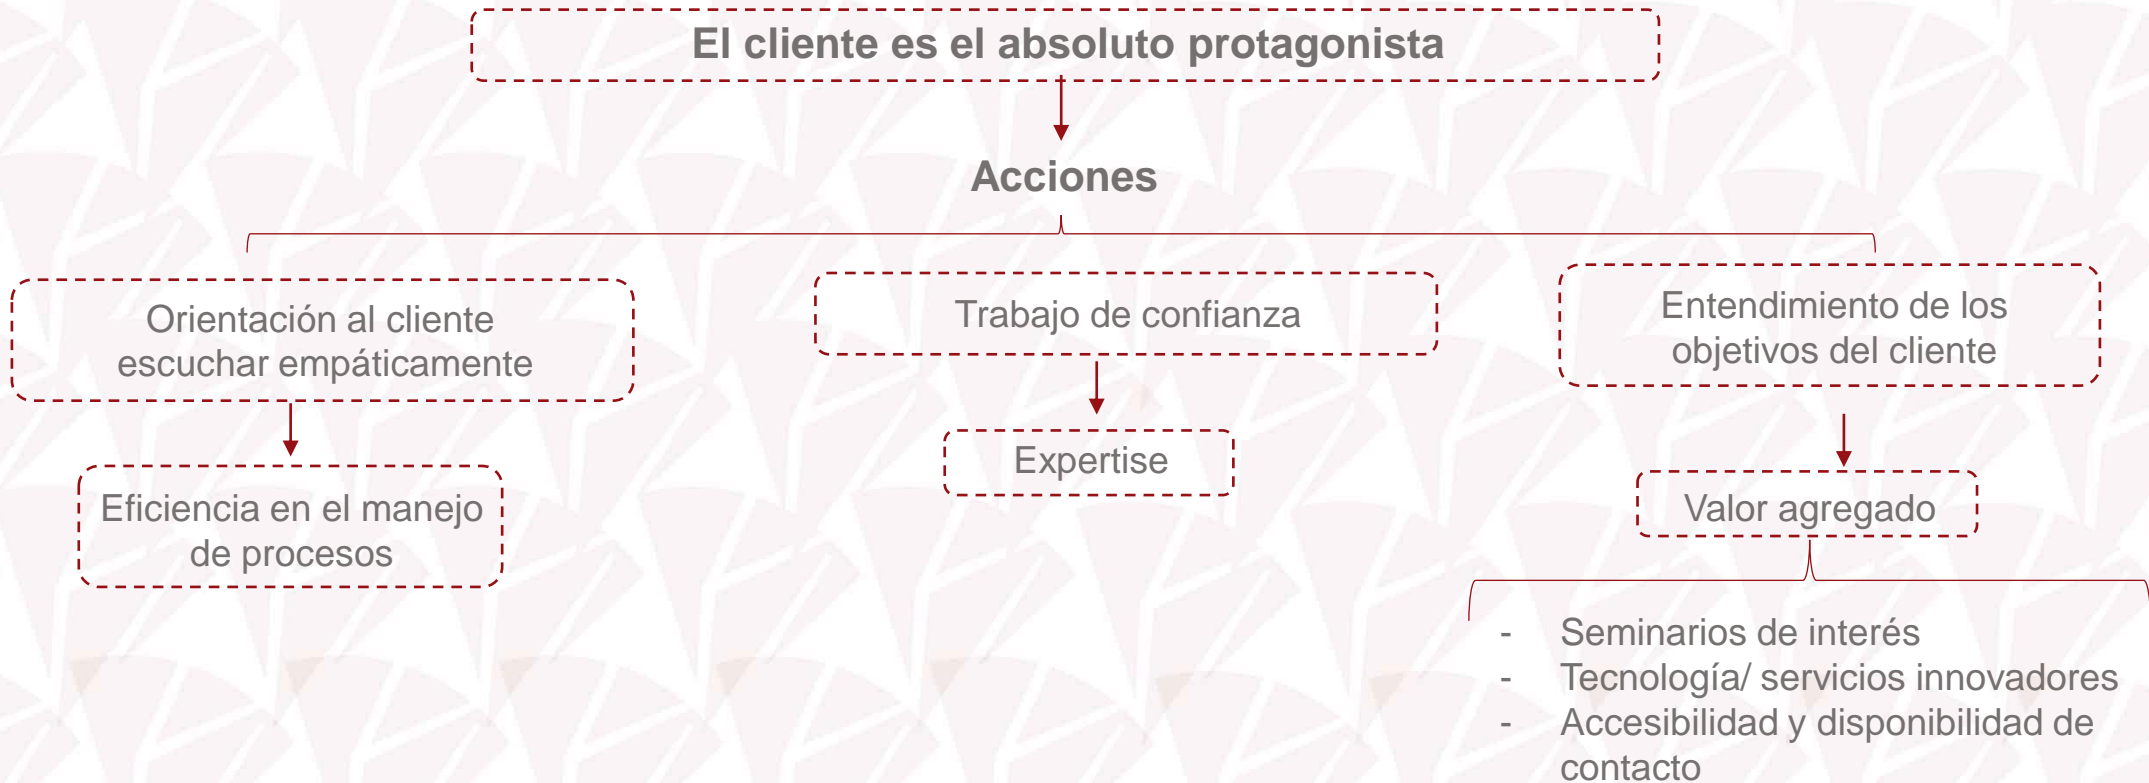 El cliente es el absoluto protagonista
Acciones
Orientación al cliente
escuchar empáticamente
Eficiencia en el manejo
de procesos
Trabajo de confianza
Expertise
Entendimiento de los
objetivos del cliente
Valor agregado
- Seminarios de interés
- Tecnología/ servicios innovadores
- Accesibilidad y disponibilidad de
contacto